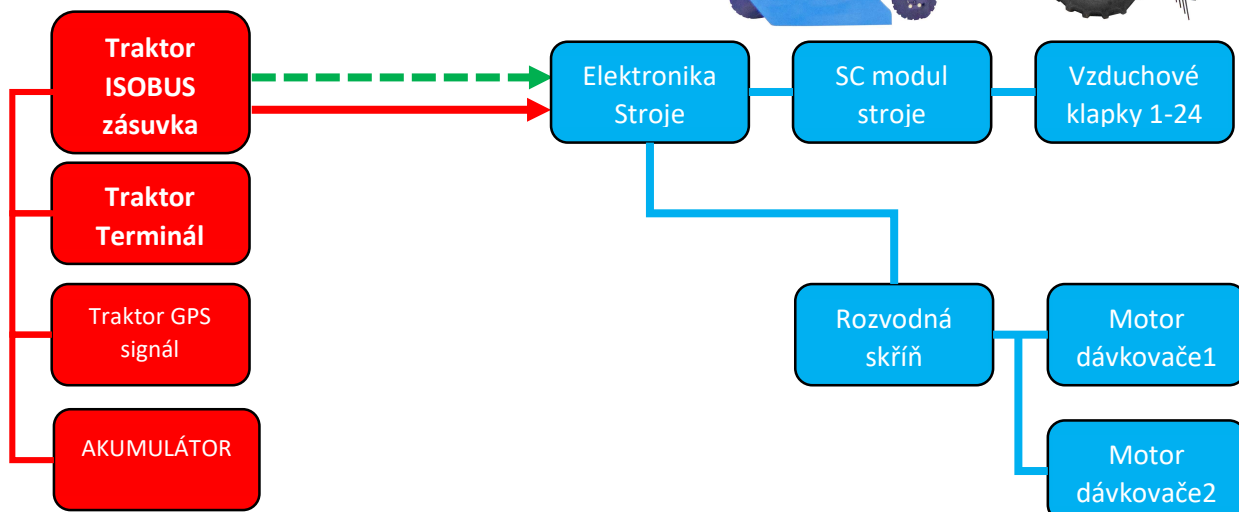 Traktor
ISOBUS
zásuvka
Elektronika
Stroje
SC modul
stroje
Vzduchové
klapky 1-24
Traktor
Terminál
Traktor GPS
signál
Rozvodná
skříň
Motor
dávkovače1
AKUMULÁTOR
Motor
dávkovače2